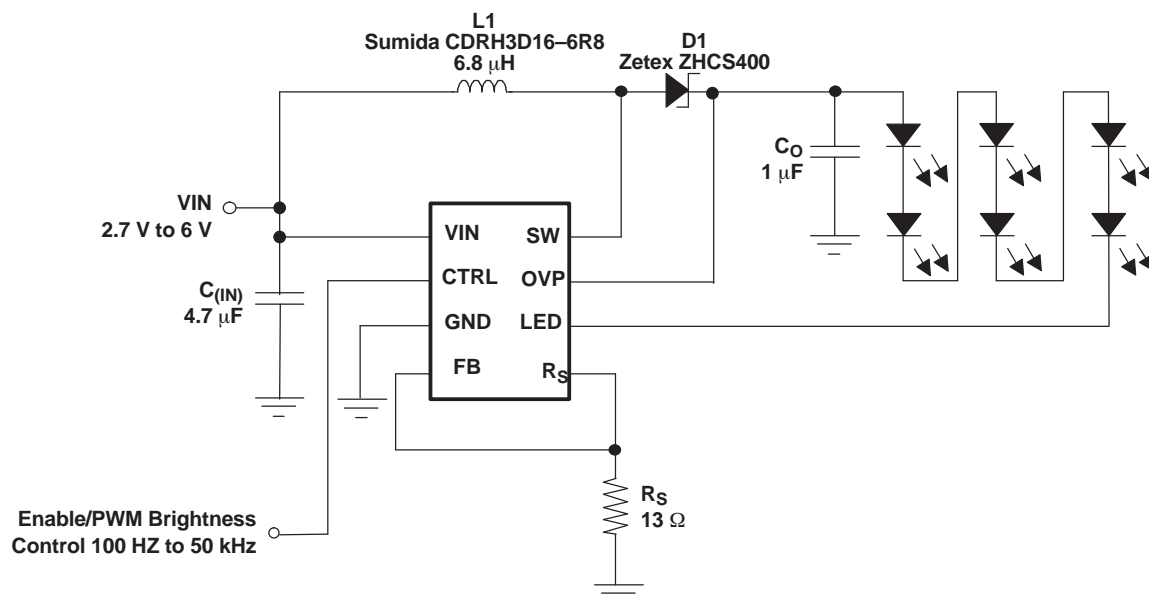 L1
Sumida CDRH3D16–6R8
6.8 μH
D1
Zetex ZHCS400
CO
1 μF
VIN
2.7 V to 6 V
C(IN)
4.7 μF
VIN
SW
CTRL
OVP
GND
LED
FB
RS
RS
13 Ω
Enable/PWM Brightness
Control 100 HZ to 50 kHz